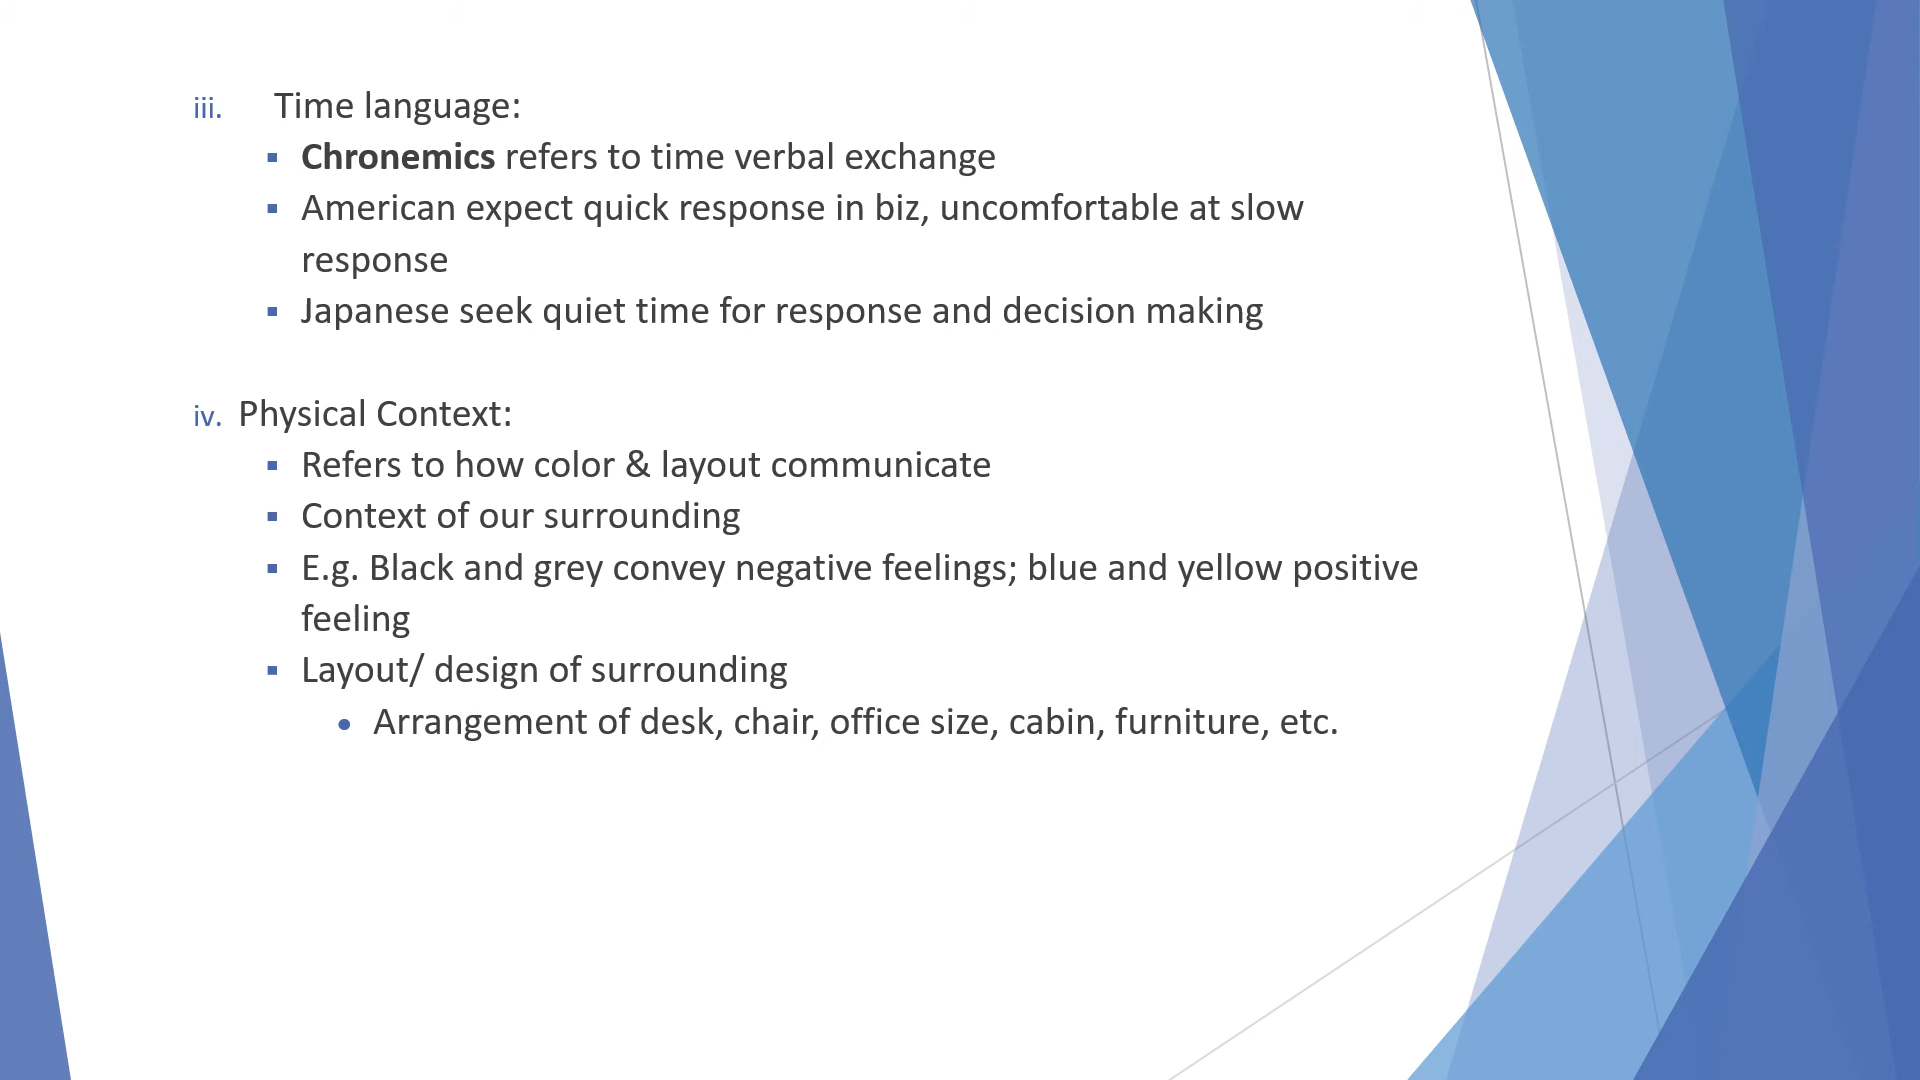 iii. Time language:
▪ Chronemics refers to time verbal exchange
▪ American expect quick response in biz, uncomfortable at slow
response
▪ Japanese seek quiet time for response and decision making
iv. Physical Context:
▪ Refers to how color & layout communicate
▪ Context of our surrounding
▪ E.g. Black and grey convey negative feelings; blue and yellow positive
feeling
▪ Layout/ design of surrounding
• Arrangement of desk, chair, office size, cabin, furniture, etc.